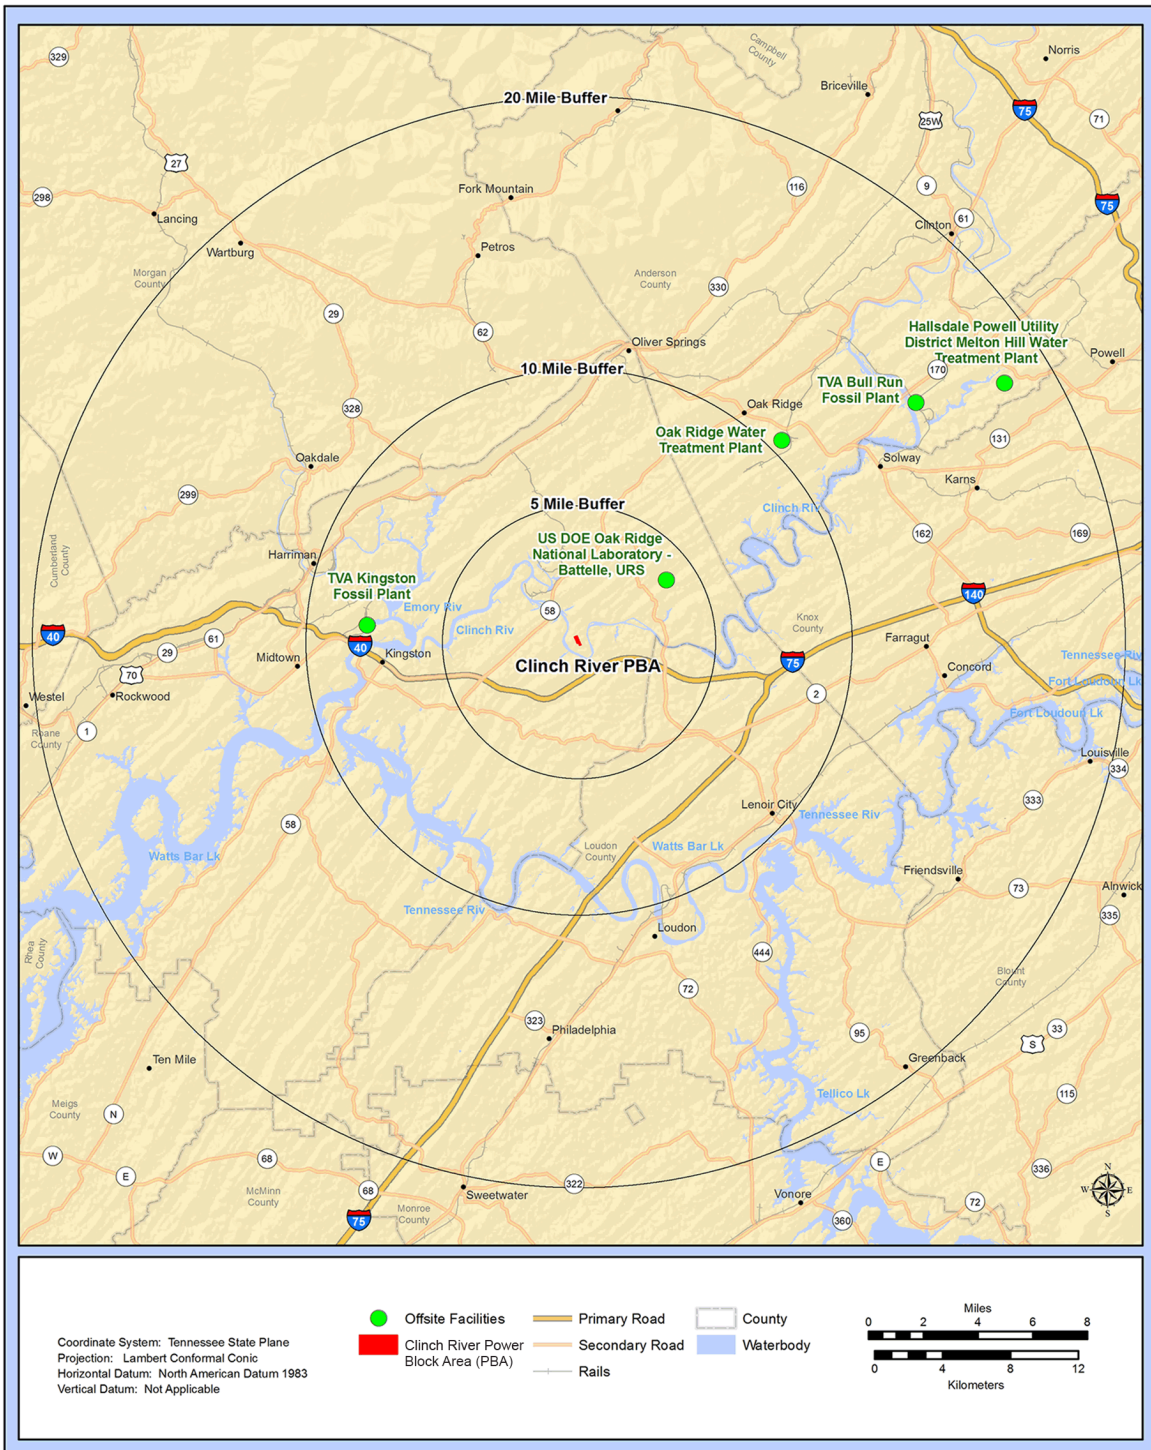 329
Norris
Campbell
County
Briceville
20 Mile Buffer
75
71
25W
27
298
Fork Mountain
116
9
75
Lancing
61
Clinton
Wartburg
Petros
Morgan
County
Anderson
County
330
29
62
Hallsdale Powell Utility
District Melton Hill Water
Treatment Plant
Oliver Springs
Powell
10 Mile Buffer
170
TVA Bull Run
Fossil Plant
328
Oak Ridge
Oak Ridge Water
Treatment Plant
131
Oakdale
Solway
Karns
299
5 Mile Buffer
Clinch Riv
US DOE Oak Ridge
National Laboratory -
Battelle, URS
162
169
Cumberland
County
Harriman
TVA Kingston
Fossil Plant
140
Emory Riv
58
Clinch Riv
Knox
County
40
61
40
Farragut
29
Midtown
Kingston
Clinch River PBA
75
Concord
Tennessee Riv
70
Fort Loudoun Lk
Westel
Rockwood
2
Fort Loudoun Lk
1
Roane
County
Louisville
334
Lenoir City
333
58
Tennessee Riv
Watts Bar Lk
Loudon
County
Watts Bar Lk
Friendsville
73
Alnwick
Tennessee Riv
335
Loudon
Rhea
County
444
Blount
County
72
323
Philadelphia
95
33
S
Ten Mile
Greenback
Tellico Lk
115
Meigs
County
N
W
68
E
E
336
N
W
E
S
McMinn
County
68
322
Sweetwater
Vonore
72
Monroe
County
75
360
Miles
0 2 4 6 8
0 4 8 12
Kilometers
Offsite Facilities
Clinch River Power
Block Area (PBA)
Primary Road
Secondary Road
Rails
County
Waterbody
Coordinate System: Tennessee State Plane
Projection: Lambert Conformal Conic
Horizontal Datum: North American Datum 1983
Vertical Datum: Not Applicable